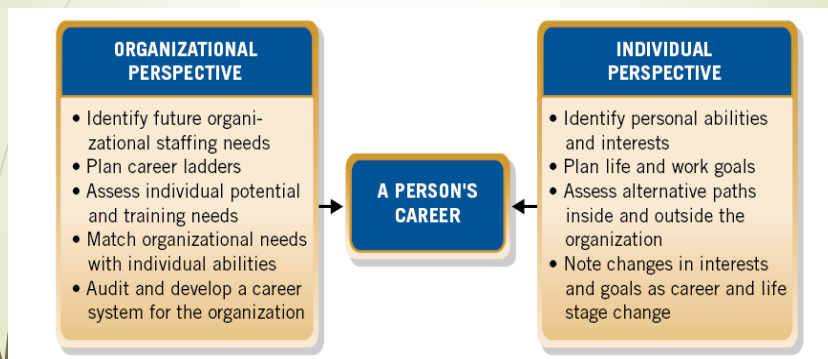 ORGANIZATIONAL
PERSPECTIVE
• Identify future organi-
zational staffing needs
• Plan career ladders
• Assess individual potential
and training needs
• Match organizational needs
with individual abilities
• Audit and develop a career
system for the organization
A PERSON'S
CAREER
INDIVIDUAL
PERSPECTIVE
• Identify personal abilities
and interests
• Plan life and work goals
• Assess alternative paths
inside and outside the
organization
• Note changes in interests
and goals as career and life
stage change